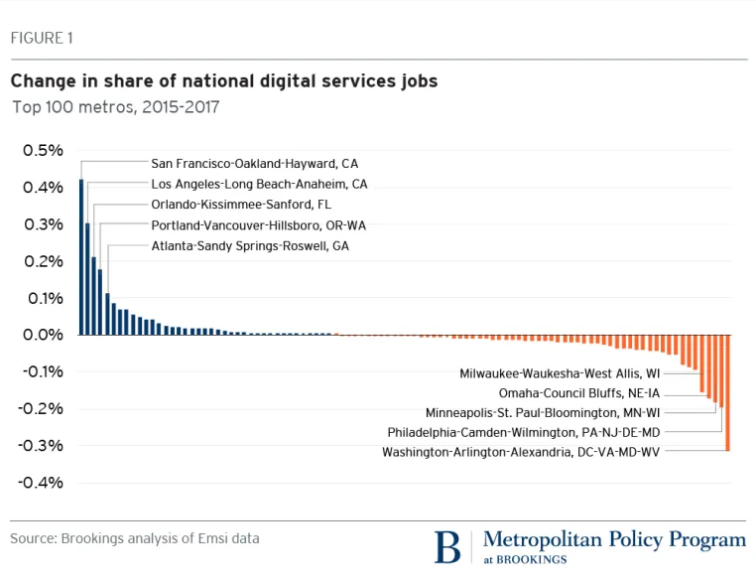 FIGURE 1
Change in share of national digital services jobs
Top 100 metros, 2015-2017
0.5%
San Francisco-Oakland-Hayward, CA
0.4%
Los Angeles-Long Beach-Anaheim, CA
Orlando-Kissimmee-Sanford, FL
0.3%
Portland-Vancouver-Hillsboro, OR-WA
Atlanta-Sandy Springs-Roswell, GA
0.2%
0.1%
0.0%
-0.1%
Milwaukee-Waukesha-West Allis, WI
Omaha-Council Bluffs, NE-IA
-0.2%
Minneapolis-St. Paul-Bloomington, MN-WI
Philadelphia-Camden-Wilmington, PA-NJ-DE-MD
-0.3%
Washington-Arlington-Alexandria, DC-VA-MD-WV
-0.4%
Source: Brookings analysis of Emsi data
B
Metropolitan Policy Program
at BROOKINGS